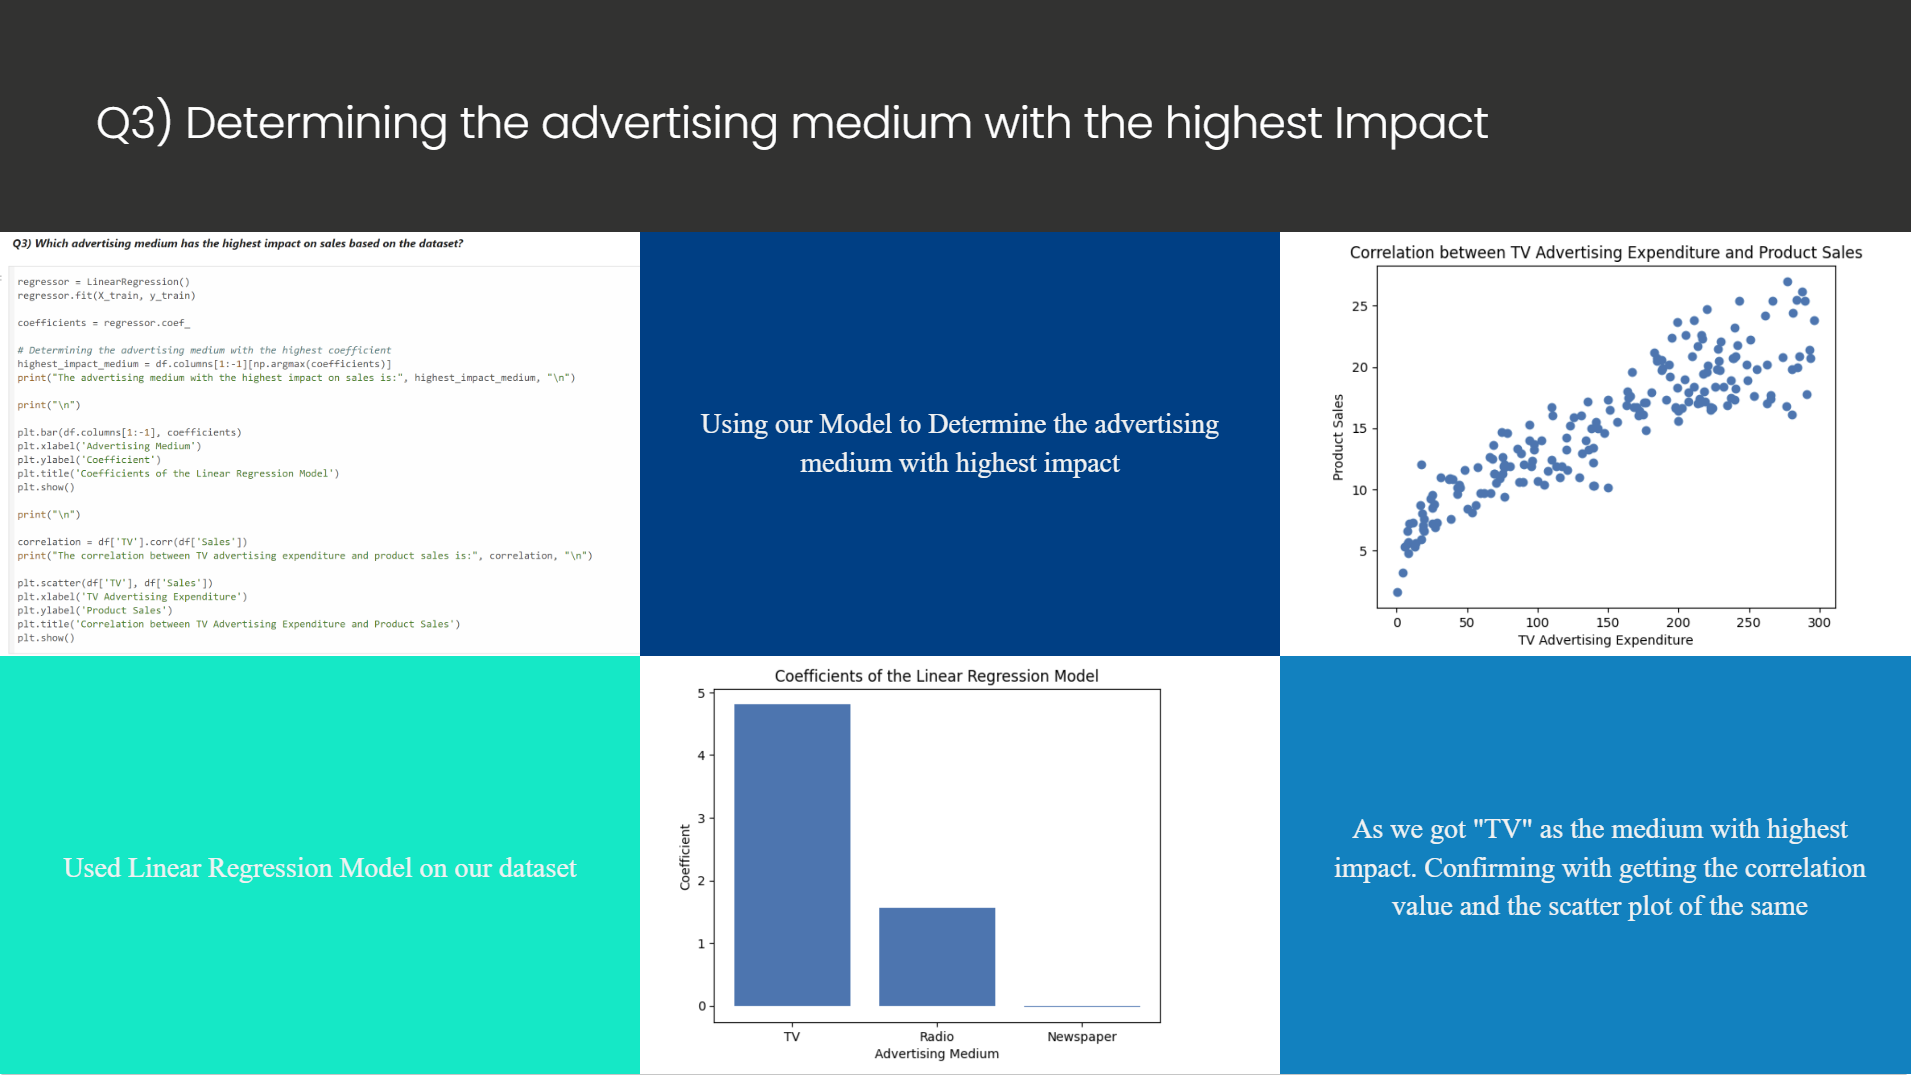 Q3) Determining the advertising medium with the highest Impact
Q3) Which advertising medium has the highest impact on sales based on the dataset?
regressor = LinearRegression()
regressor.fit(X_train, y_train)
coefficients = regressor.coef_
# Determining the advertising medium with the highest coefficient
highest_impact_medium = df.columns[1:-1][np.argmax(coefficients)]
print("The advertising medium with the highest impact on sales is:", highest_impact_medium, "\n")
print("\n")
plt.bar(df.columns[1:-1], coefficients)
plt.xlabel('Advertising Medium')
plt.ylabel('Coefficient')
plt.title('Coefficients of the Linear Regression Model')
plt.show()
print("\n")
correlation = df['TV'].corr(df['Sales'])
print("The correlation between TV advertising expenditure and product sales is:", correlation, "\n")
plt.scatter(df['TV'], df['Sales'])
plt.xlabel('TV Advertising Expenditure')
plt.ylabel('Product Sales')
plt.title('Correlation between TV Advertising Expenditure and Product Sales')
plt.show()
Using our Model to Determine the advertising
medium with highest impact
Correlation between TV Advertising Expenditure and Product Sales
Product Sales
25
20
15
10
5
0 50 100 150 200 250 300
TV Advertising Expenditure
Used Linear Regression Model on our dataset
Coefficients of the Linear Regression Model
Coefficient
5
4
3
2
1
0
TV Radio Newspaper
Advertising Medium
As we got "TV" as the medium with highest
impact. Confirming with getting the correlation
value and the scatter plot of the same